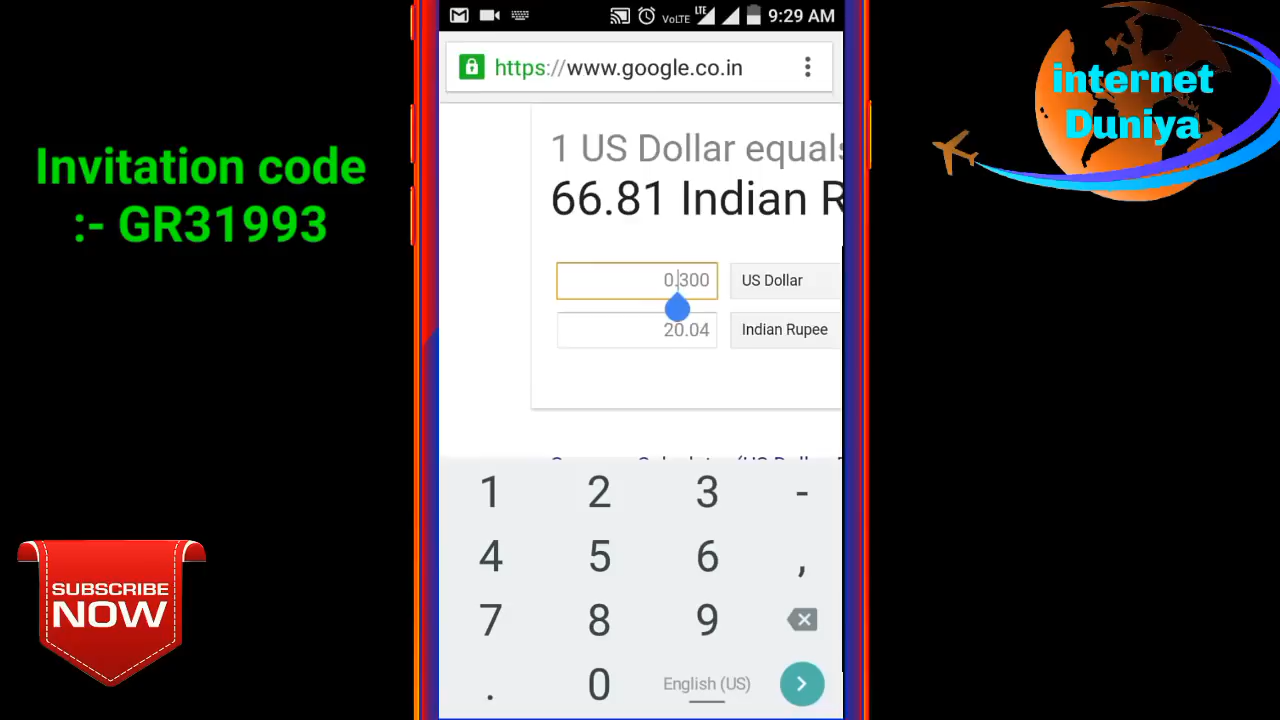 VoLTE LTE 9:29 AM
https://www.google.co.in
internet
Duniya
1 US Dollar equals
66.81 Indian R
Invitation code
:- GR31993
0.300 US Dollar
20.04 Indian Rupee
1 2 3 -
4 5 6 ,
7 8 9
. 0 English (US)
SUBSCRIBE
NOW